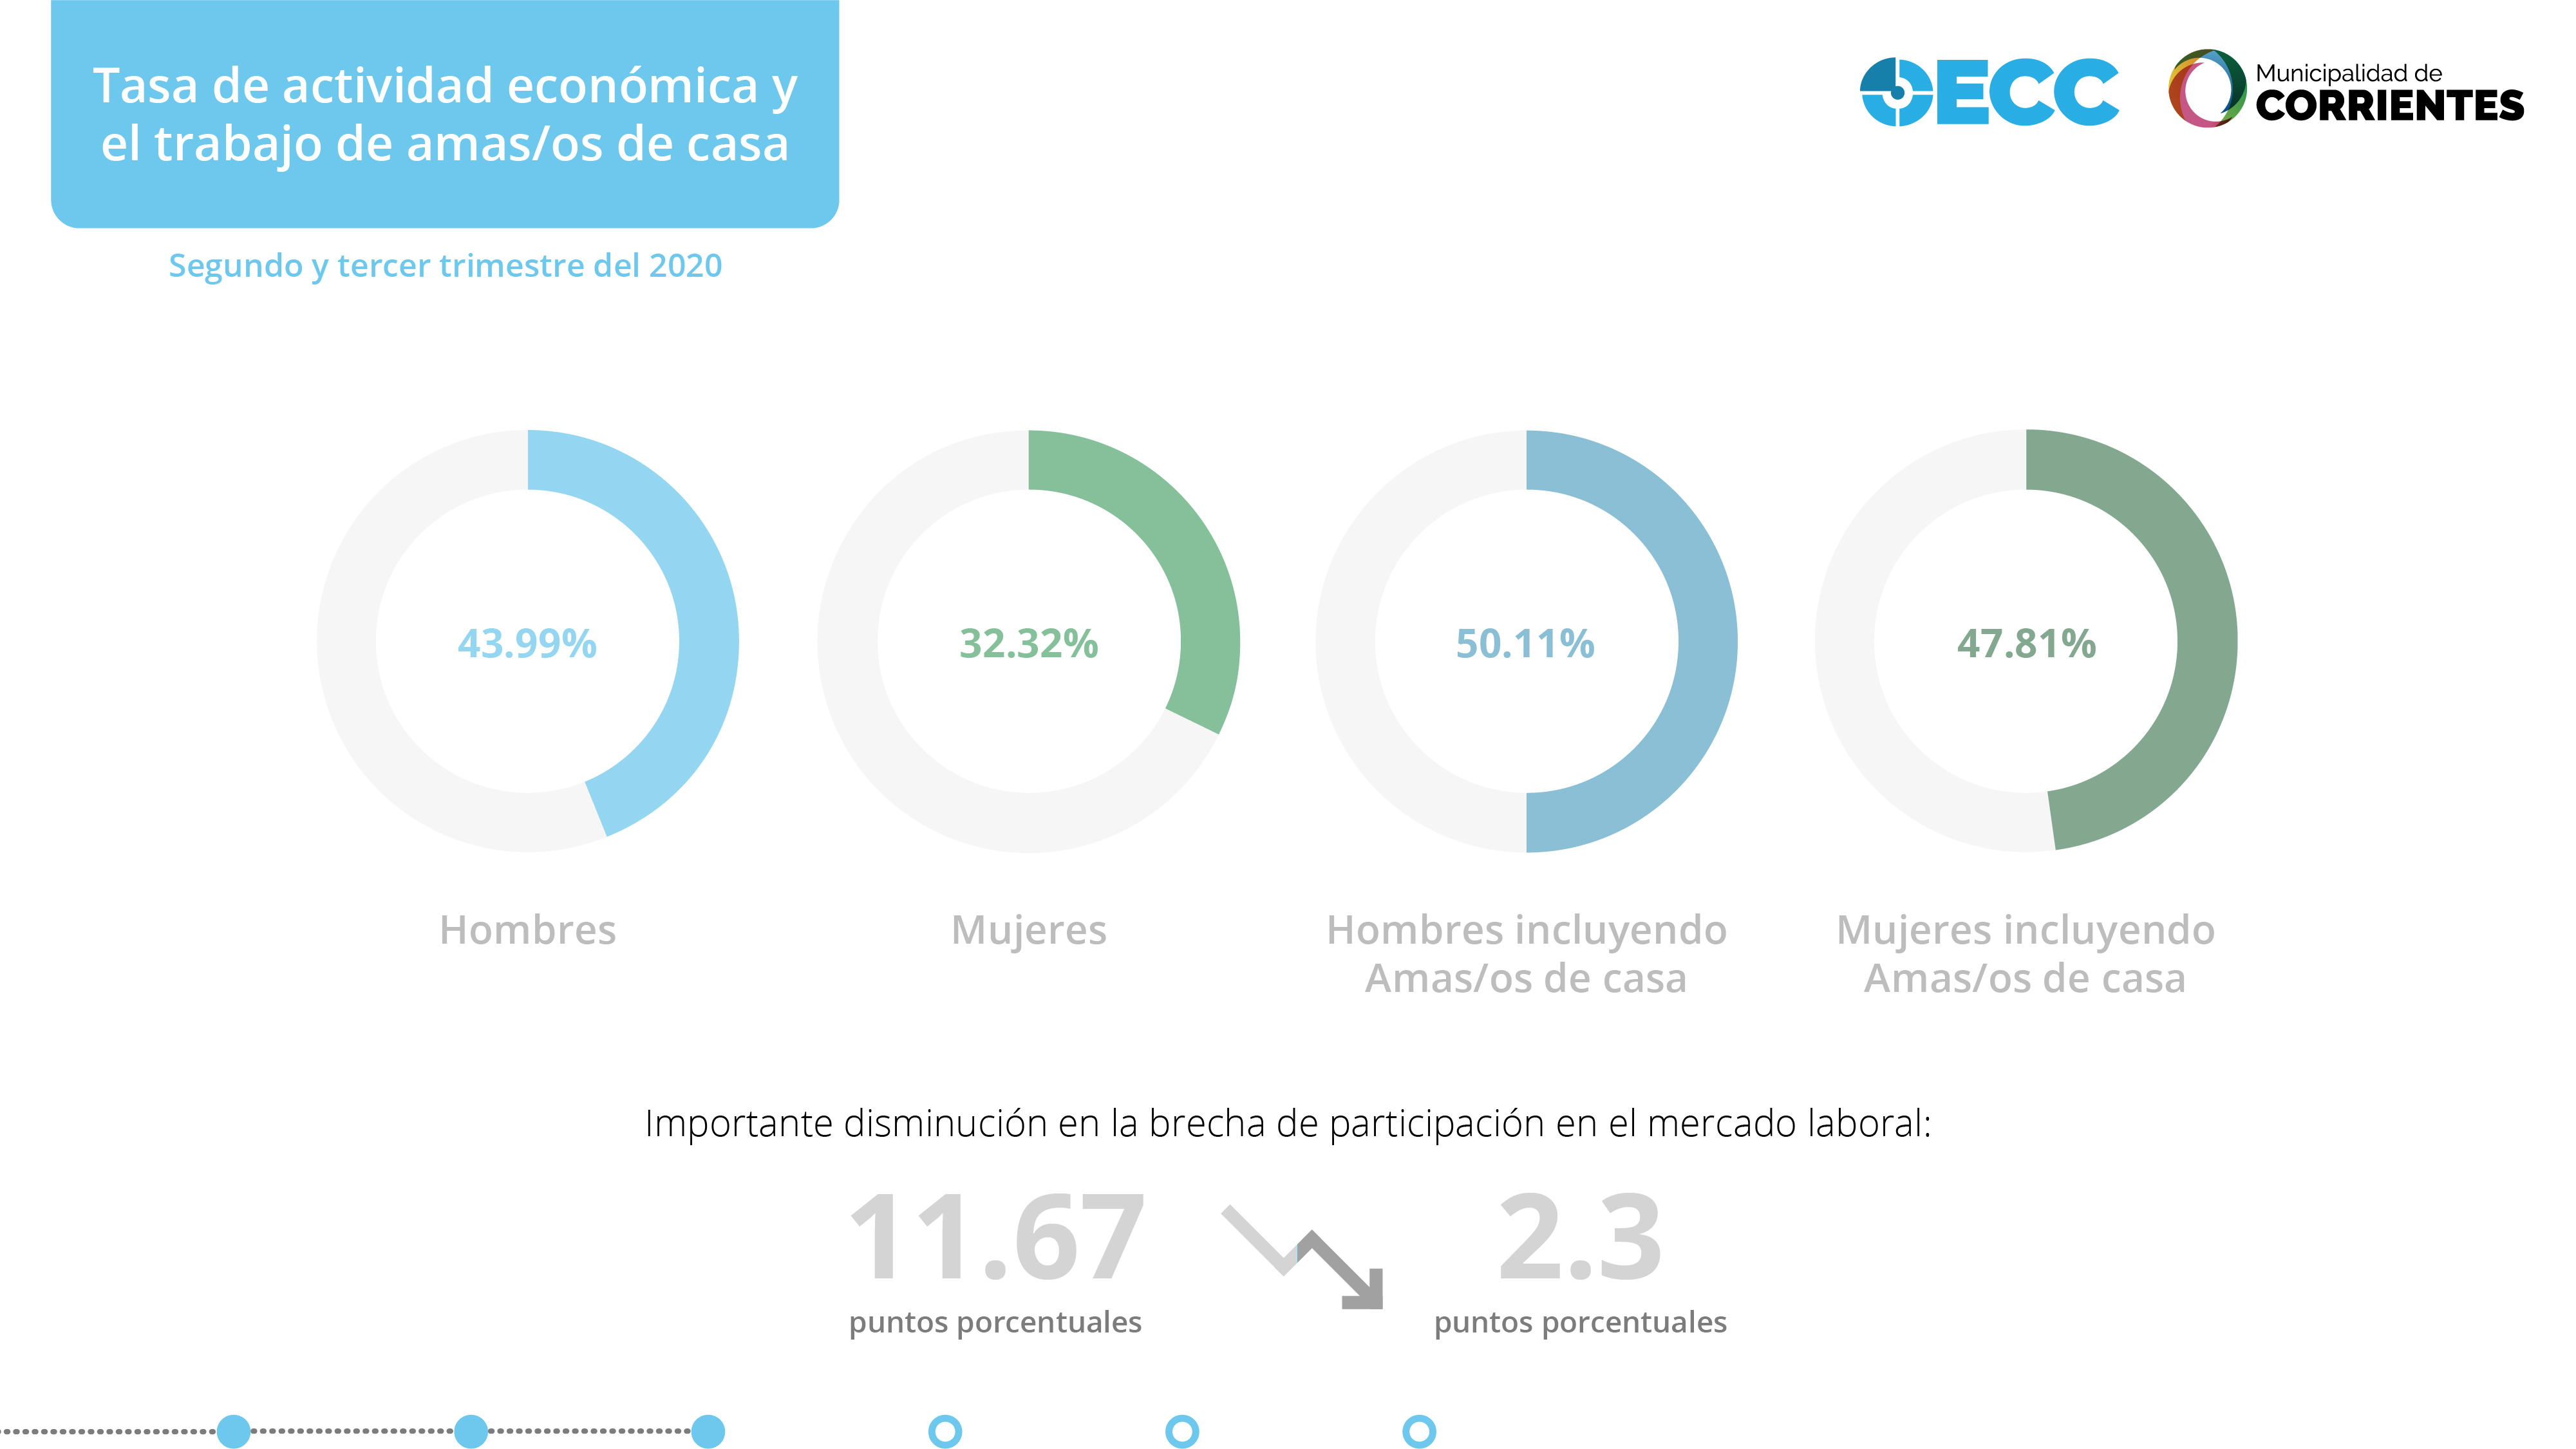 Tasa de actividad económica y
el trabajo de amas/os de casa
Segundo y tercer trimestre del 2020
OECC
Municipalidad de
CORRIENTES
43.99%
32.32%
50.11%
47.81%
Hombres
Mujeres
Hombres incluyendo
Amas/os de casa
Mujeres incluyendo
Amas/os de casa
Importante disminución en la brecha de participación en el mercado laboral:
11.67
puntos porcentuales
2.3
puntos porcentuales